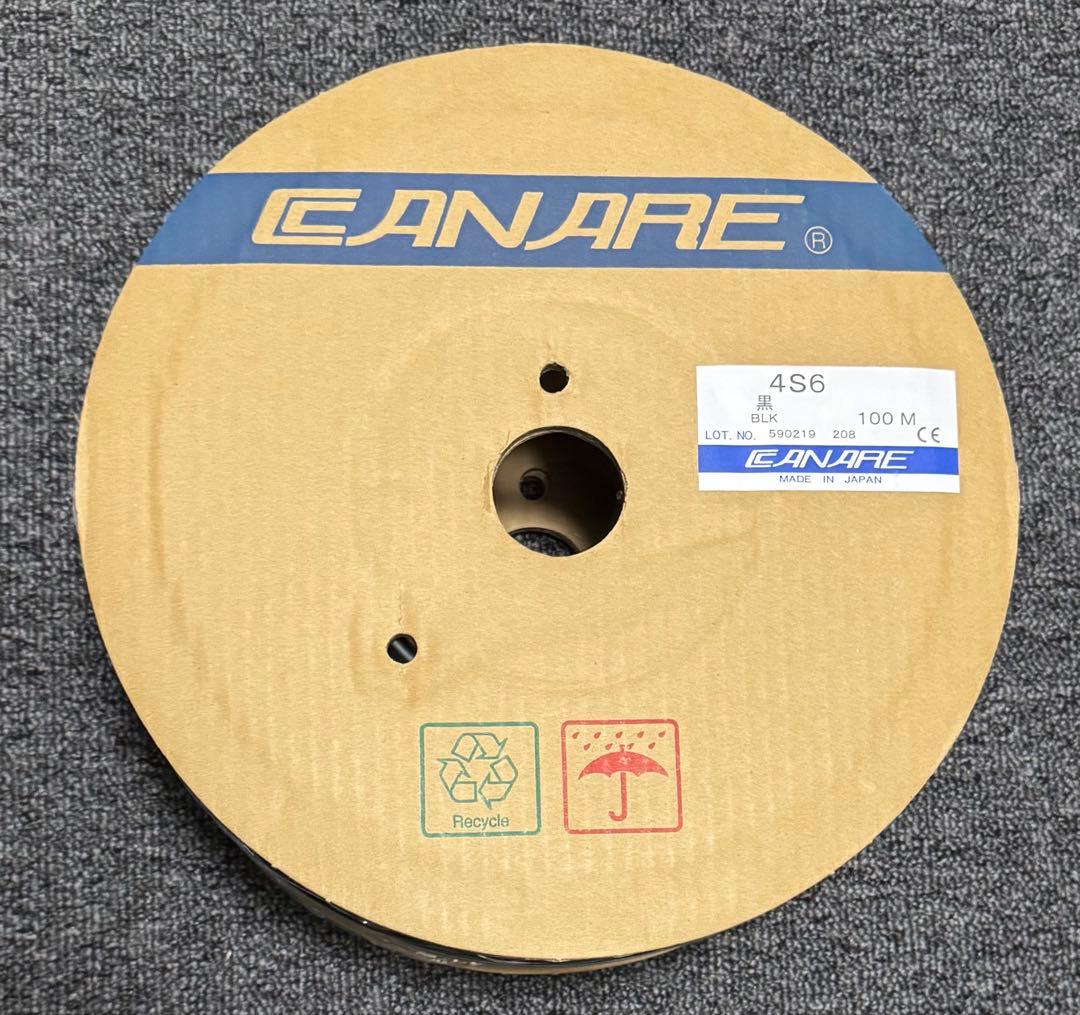 CANARE ®
4S6
黒
BLK 100 M
LOT. NO. 590219 208 CE
CANARE
MADE IN JAPAN
Recycle